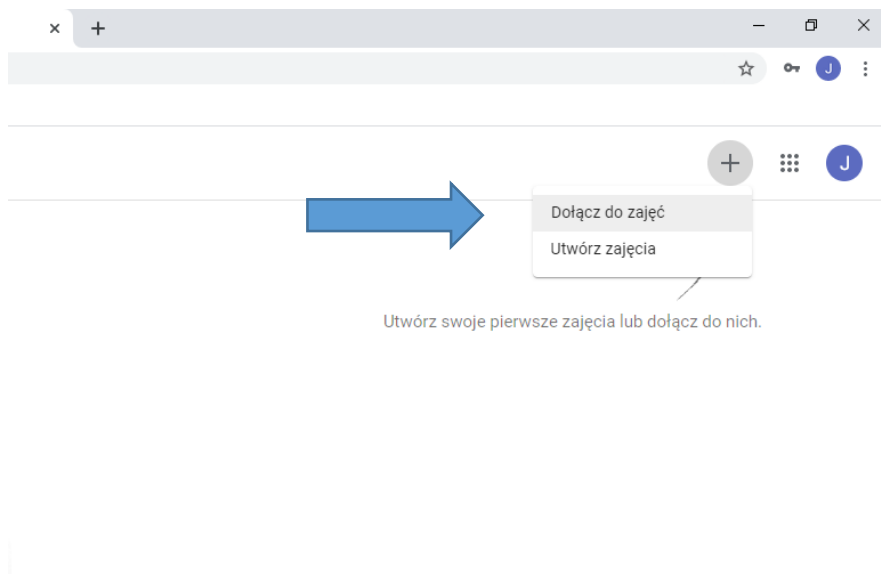 J
J
Dołącz do zajęć
Utwórz zajęcia
Utwórz swoje pierwsze zajęcia lub dołącz do nich.